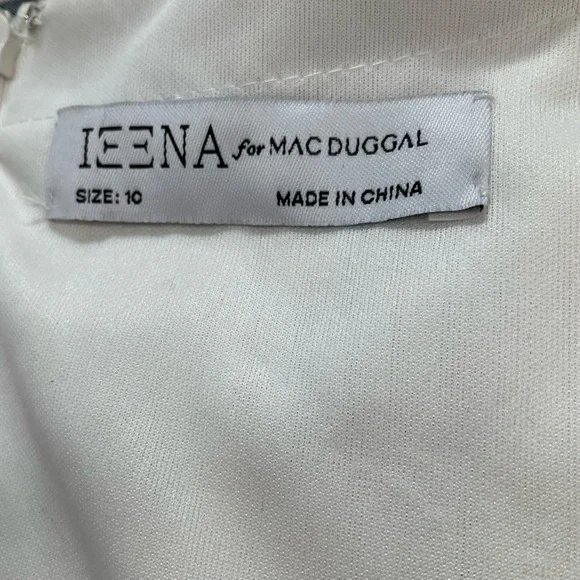 IEENA for MAC DUGGAL
SIZE: 10 MADE IN CHINA